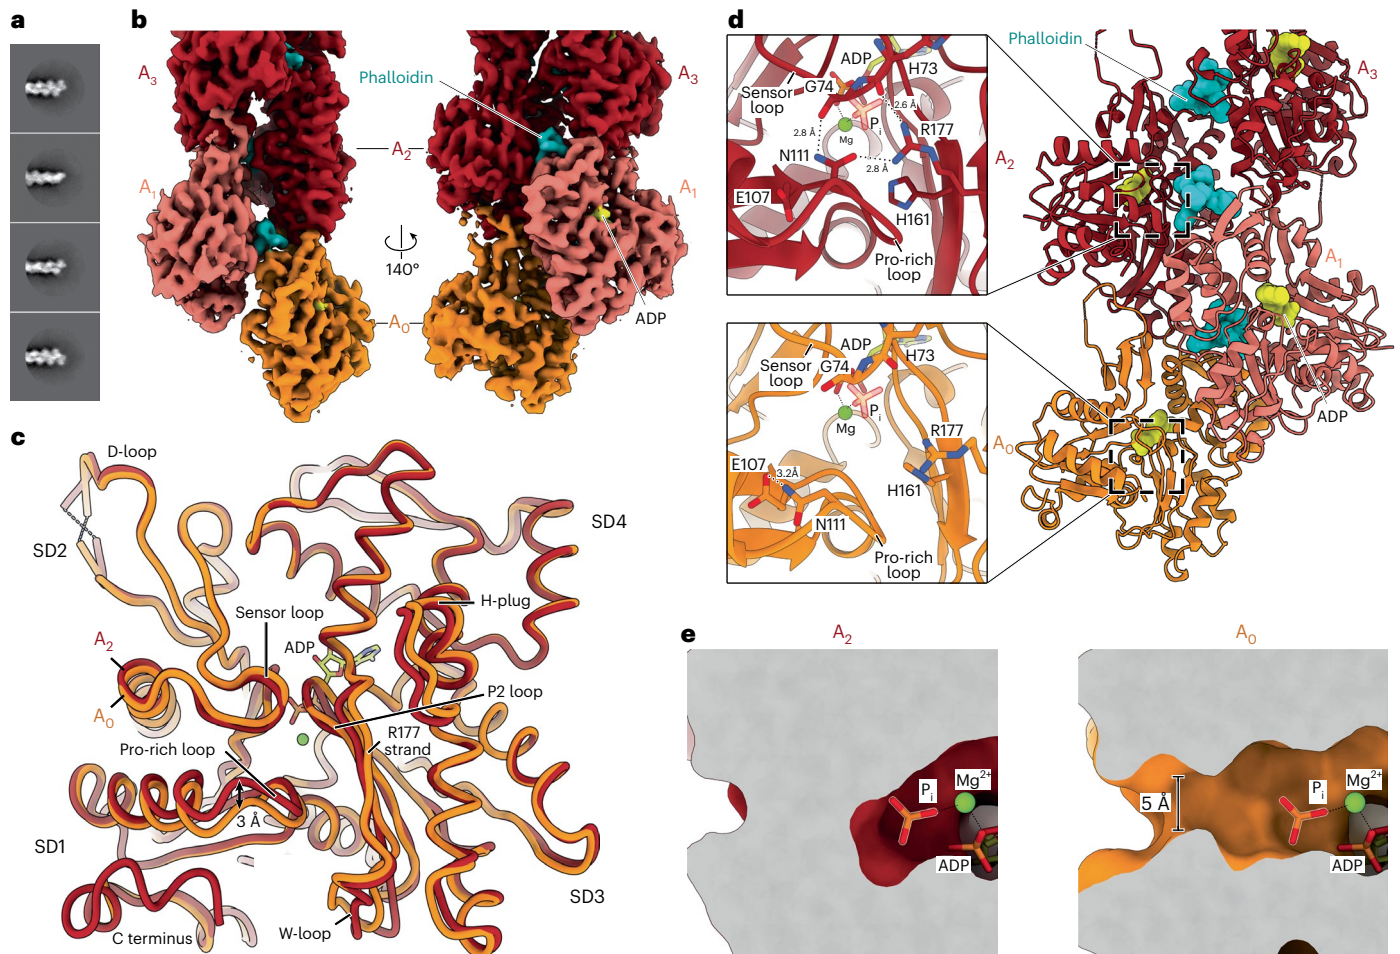 a
b
A3
Phalloidin
A3
A2
A1
A1
140°
ADP
A0
c
D-loop
SD2
SD4
Sensor loop
H-plug
ADP
A2
A0
P2 loop
Pro-rich loop
R177
strand
3 Å
SD1
SD3
C terminus
W-loop
d
Phalloidin
A3
ADP
H73
Sensor
loop
G74
2.6 Å
Pi
R177
2.8 Å
Mg
A2
N111
2.8 Å
E107
H161
Pro-rich
loop
A1
ADP
H73
Sensor
loop
G74
Pi
Mg
ADP
A0
R177
E107
3.2Å
H161
N111
Pro-rich
loop
e
A2
A0
Pi
Mg2+
ADP
5 Å
Pi
Mg2+
ADP